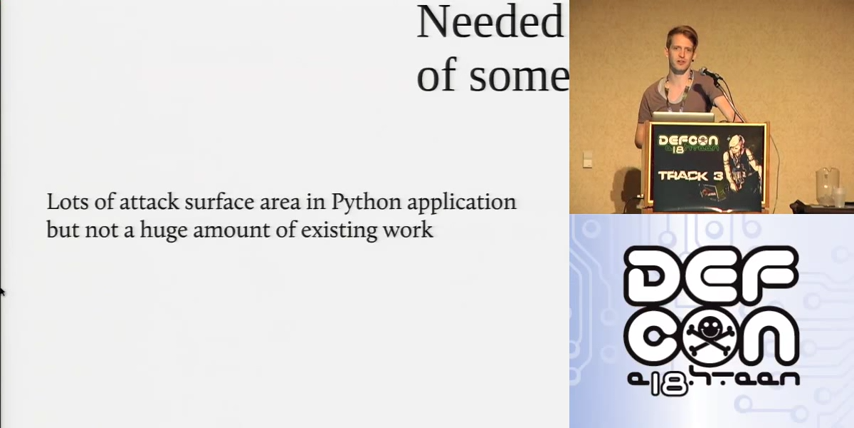 Needed
of some
Lots of attack surface area in Python application
but not a huge amount of existing work
DEFCON
18
TRACK 3
DEF
CON
e18hteen